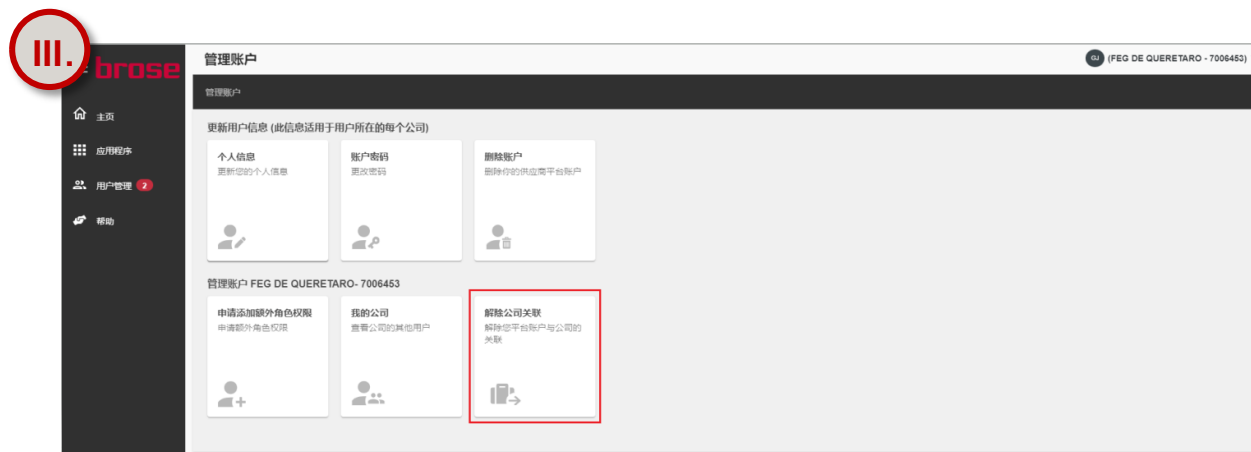 III.
brose
管理账户
GJ (FEG DE QUERETARO - 7006453)
管理账户
主页
应用程序
用户管理 2
帮助
更新用户信息 (此信息适用于用户所在的每个公司)
个人信息
更新您的个人信息
账户密码
更改密码
删除账户
删除你的供应商平台账户
管理账户 FEG DE QUERETARO- 7006453
申请添加额外角色权限
申请额外角色权限
我的公司
查看公司的其他用户
解除公司关联
解除您平台账户与公司的
关联